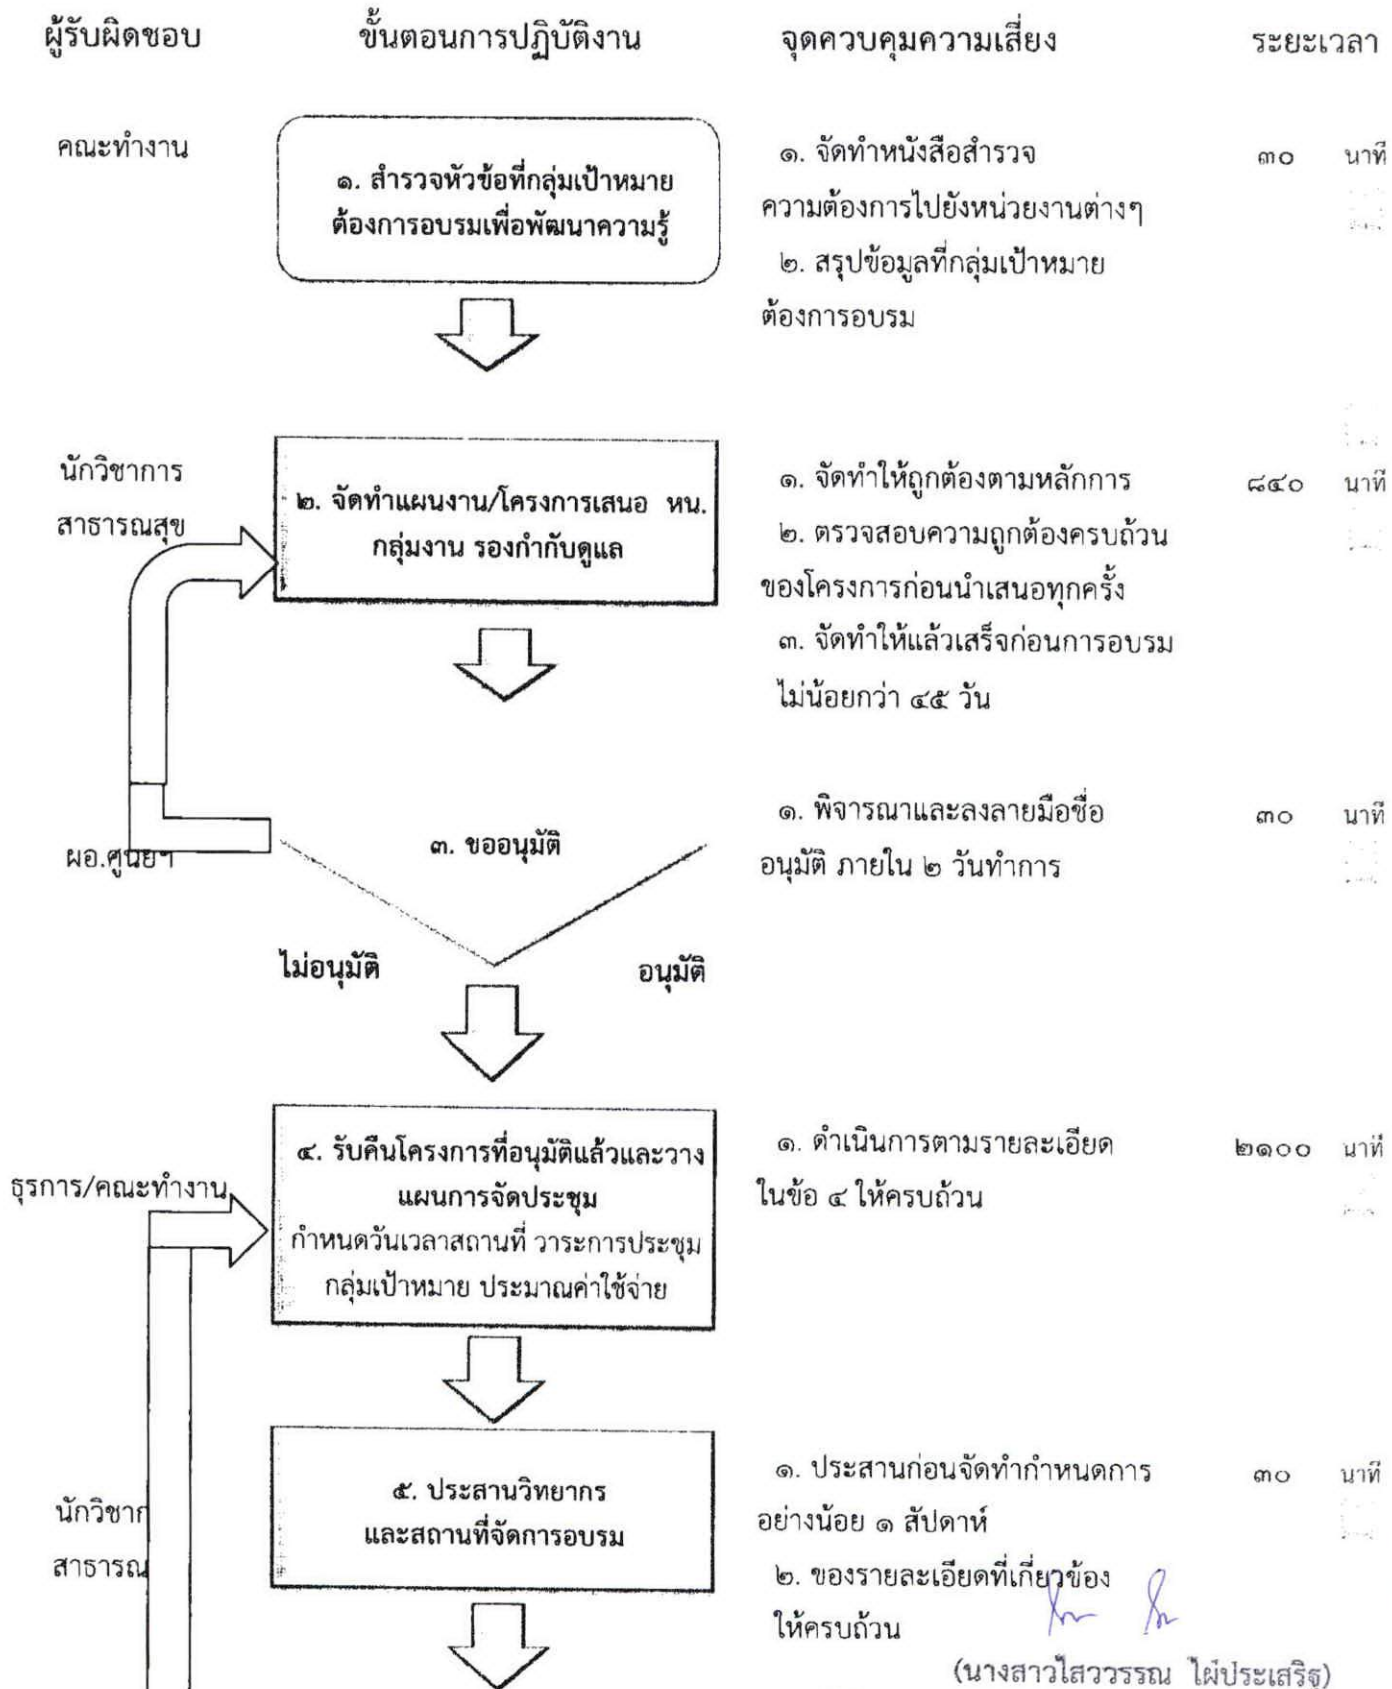 ผู้รับผิดชอบ ขั้นตอนการปฏิบัติงาน จุดควบคุมความเสี่ยง ระยะเวลา
คณะทำงาน
๑. สำรวจหัวข้อที่กลุ่มเป้าหมาย
ต้องการอบรมเพื่อพัฒนาความรู้
๑. จัดทำหนังสือสำรวจ
ความต้องการไปยังหน่วยงานต่างๆ
๒. สรุปข้อมูลที่กลุ่มเป้าหมาย
ต้องการอบรม
๓๐ นาที
นักวิชาการ
สาธารณสุข
๒. จัดทำแผนงาน/โครงการเสนอ หน.
กลุ่มงาน รองกำกับดูแล
๑. จัดทำให้ถูกต้องตามหลักการ
๒. ตรวจสอบความถูกต้องครบถ้วน
ของโครงการก่อนนำเสนอทุกครั้ง
๓. จัดทำให้แล้วเสร็จก่อนการอบรม
ไม่น้อยกว่า ๔๕ วัน
๘๔๐ นาที
ผอ.ศูนย์ฯ
๓. ขออนุมัติ
ไม่อนุมัติ อนุมัติ
๑. พิจารณาและลงลายมือชื่อ
อนุมัติ ภายใน ๒ วันทำการ
๓๐ นาที
ธุรการ/คณะทำงาน
๔. รับคืนโครงการที่อนุมัติแล้วและวาง
แผนการจัดประชุม
กำหนดวันเวลาสถานที่ วาระการประชุม
กลุ่มเป้าหมาย ประมาณค่าใช้จ่าย
๑. ดำเนินการตามรายละเอียด
ในข้อ ๔ ให้ครบถ้วน
๒๑๐๐ นาที
นักวิชาก
สาธารณ
๕. ประสานวิทยากร
และสถานที่จัดการอบรม
๑. ประสานก่อนจัดทำกำหนดการ
อย่างน้อย ๑ สัปดาห์
๒. ของรายละเอียดที่เกี่ยวข้อง
ให้ครบถ้วน
๓๐ นาที
(นางสาวไสววรรณ ไผ่ประเสริฐ)